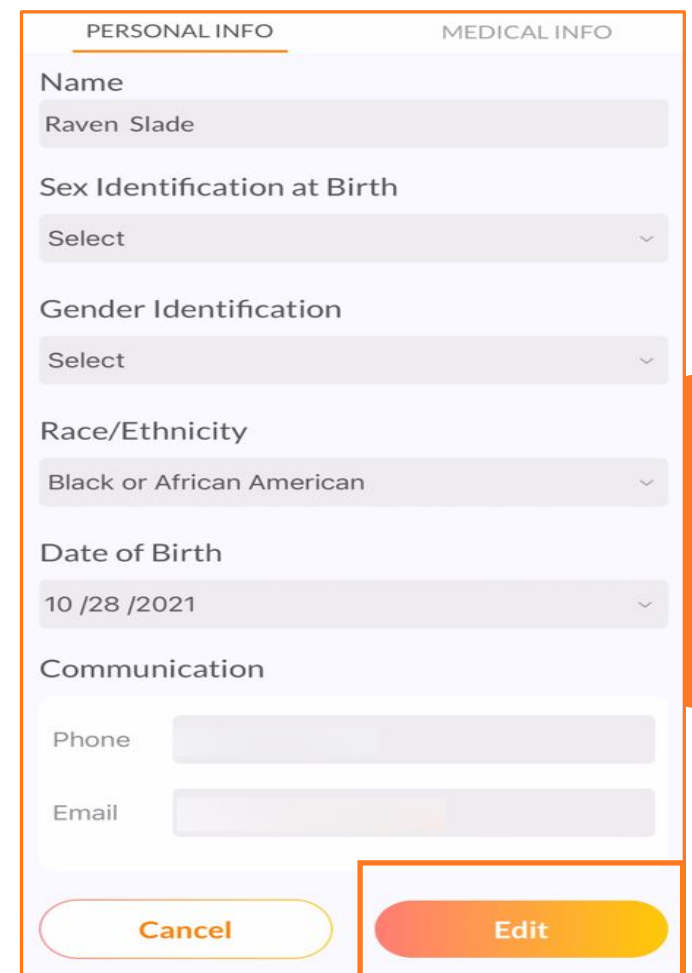 PERSONAL INFO MEDICAL INFO
Name
Raven Slade
Sex Identification at Birth
Select
Gender Identification
Select
Race/Ethnicity
Black or African American
Date of Birth
10 /28 /2021
Communication
Phone
Email
Cancel Edit